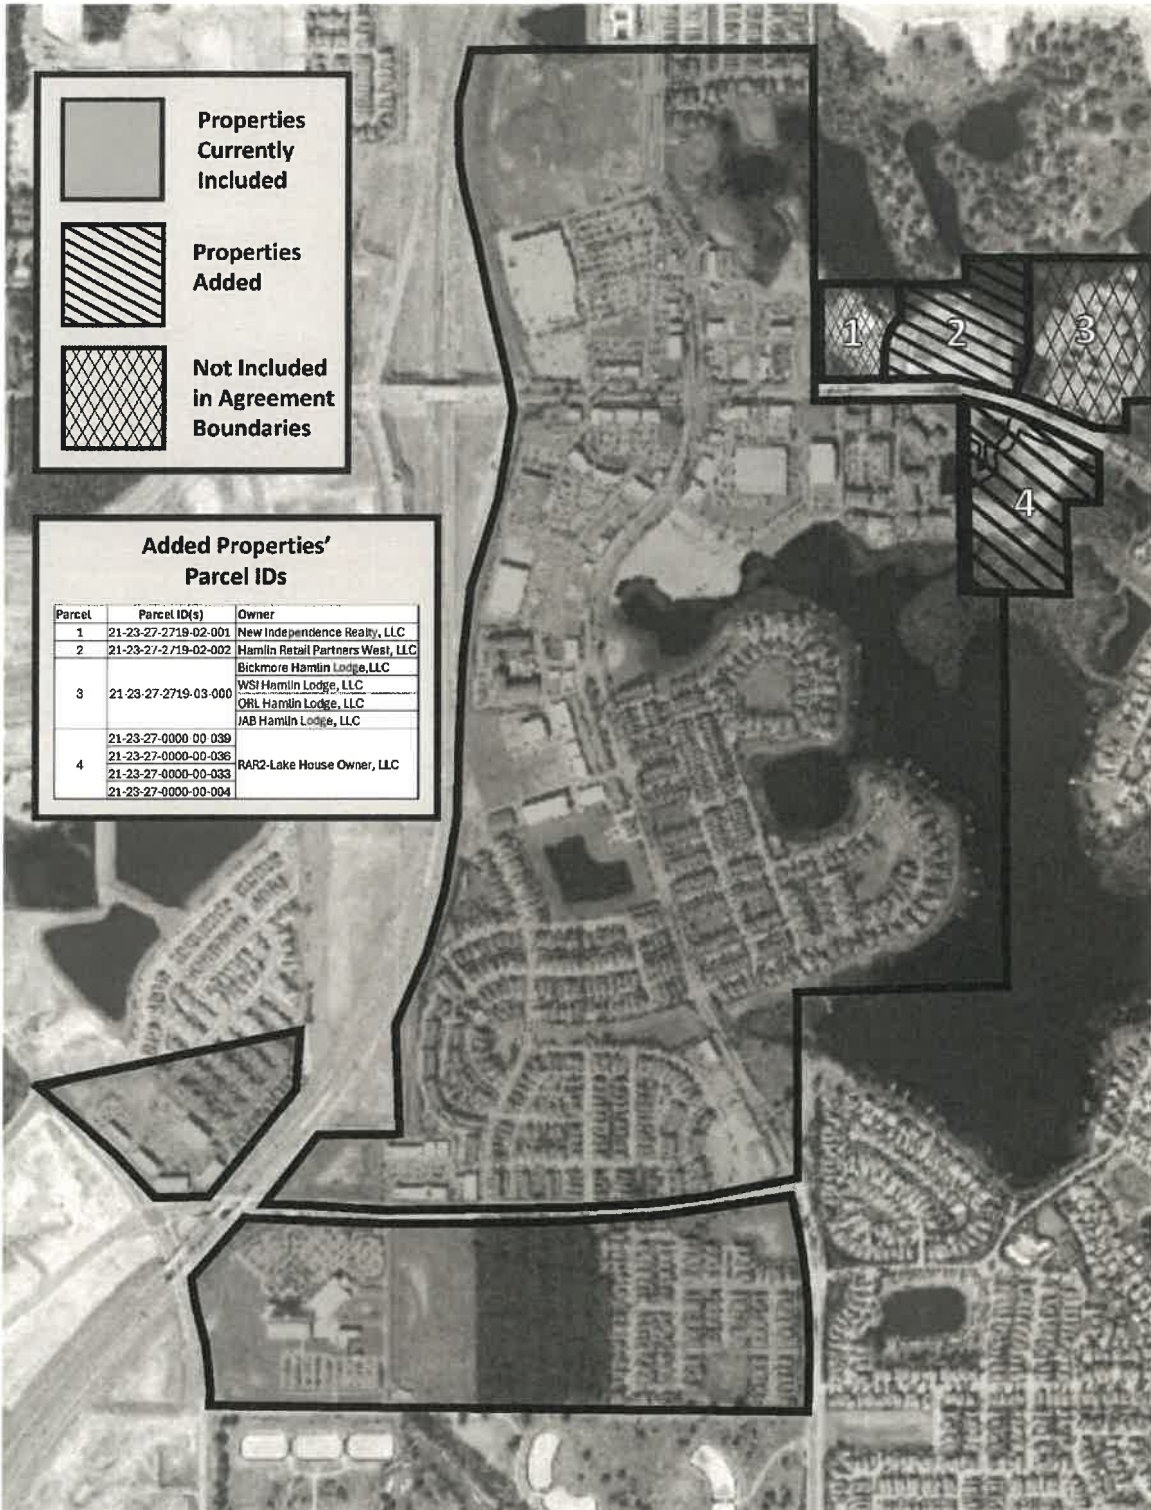 Properties
Currently
Included
Properties
Added
Not Included
in Agreement
Boundaries
1
2
3
4
Added Properties'
Parcel IDs
Parcel Parcel ID(s) Owner
1 21-23-27-2719-02-001 New Independence Realty, LLC
2 21-23-27-2719-02-002 Hamlin Retail Partners West, LLC
3 21-23-27-2719-03-000 Bickmore Hamlin Lodge,LLC
WSI Hamlin Lodge, LLC
ORL Hamlin Lodge, LLC
JAB Hamlin Lodge, LLC
4 21-23-27-0000-00-039 RAR2-Lake House Owner, LLC
21-23-27-0000-00-036
21-23-27-0000-00-033
21-23-27-0000-00-004